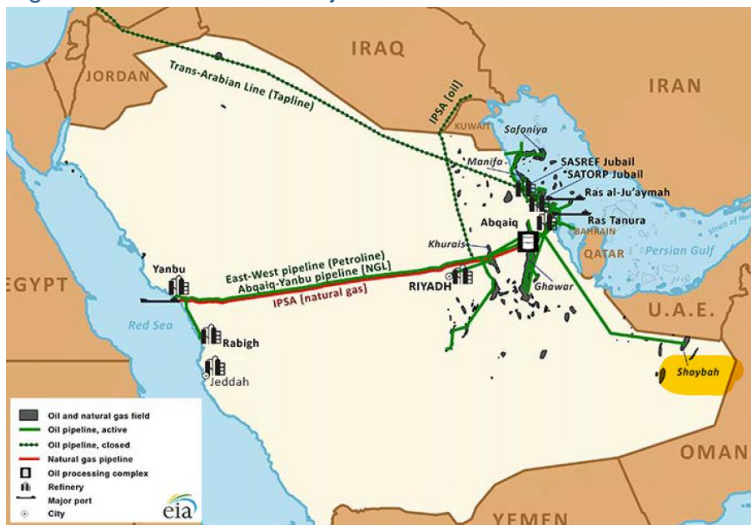 IRAQ
IRAN
JORDAN
Trans-Arabian Line (Tapline)
IPSA [oil]
KUWAIT
Safaniya
Manifa
SASREF Jubail
SATORP Jubail
Ras al-Ju'aymah
Abqaiq
Ras Tanura
BAHRAIN
Khurais
QATAR
Persian Gulf
Yanbu
East-West pipeline (Petroline)
Abqaiq-Yanbu pipeline (NGL)
IPSA [natural gas]
RIYADH
Ghawar
EGYPT
U.A.E.
Red Sea
Rabigh
Jeddah
Shaybah
OMAN
YEMEN
Oil and natural gas field
Oil pipeline, active
Oil pipeline, closed
Natural gas pipeline
Oil processing complex
Refinery
Major port
City
eia